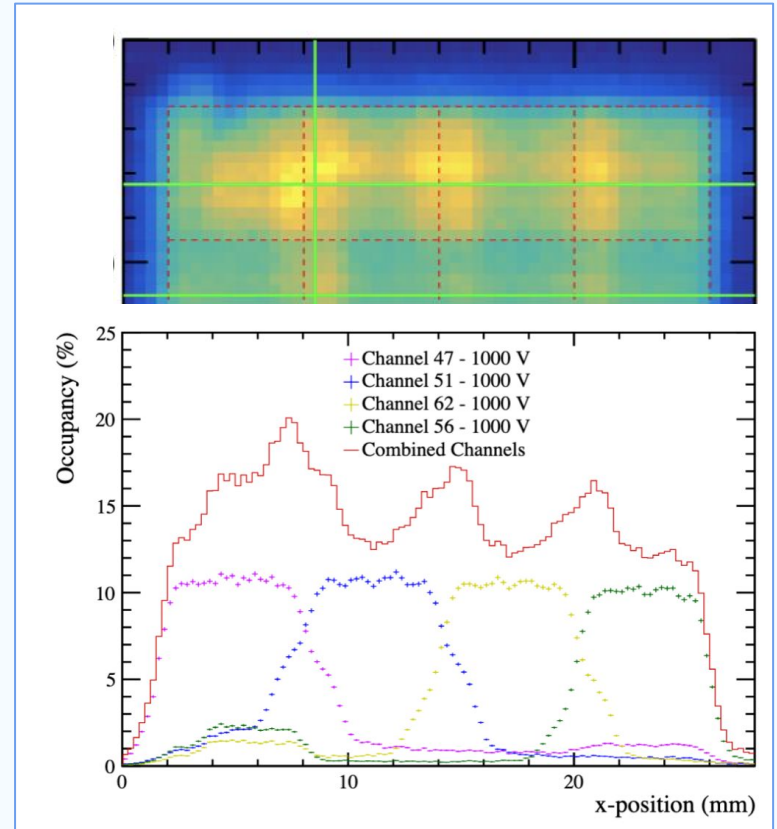 25
20
15
10
5
0
Occupancy (%)
Channel 47 - 1000 V
Channel 51 - 1000 V
Channel 62 - 1000 V
Channel 56 - 1000 V
Combined Channels
0
10
20
x-position (mm)